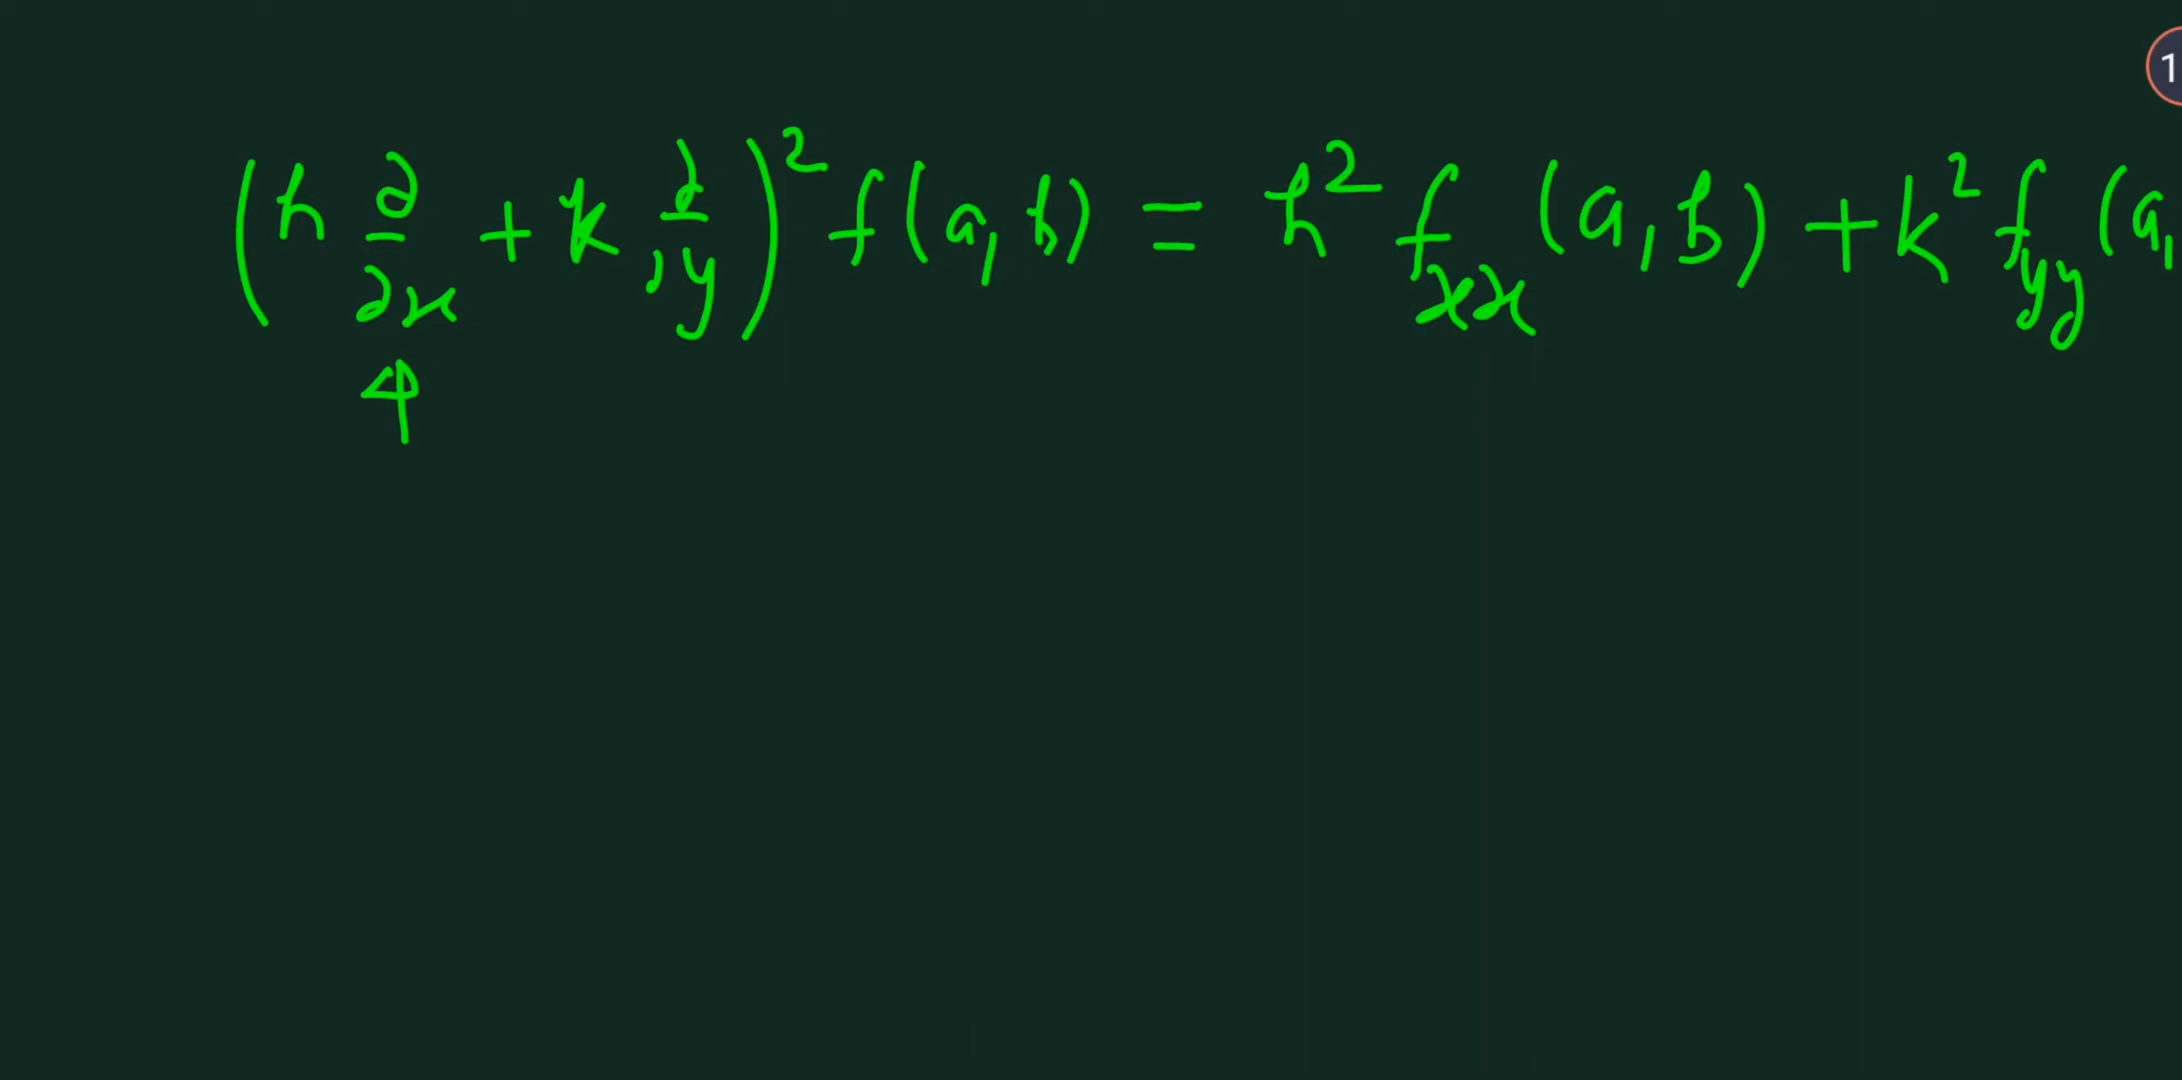 (h ∂/∂x + k ∂/∂y)² f(a, b) = h² f_xx (a, b) + k² f_yy (a,
4
1